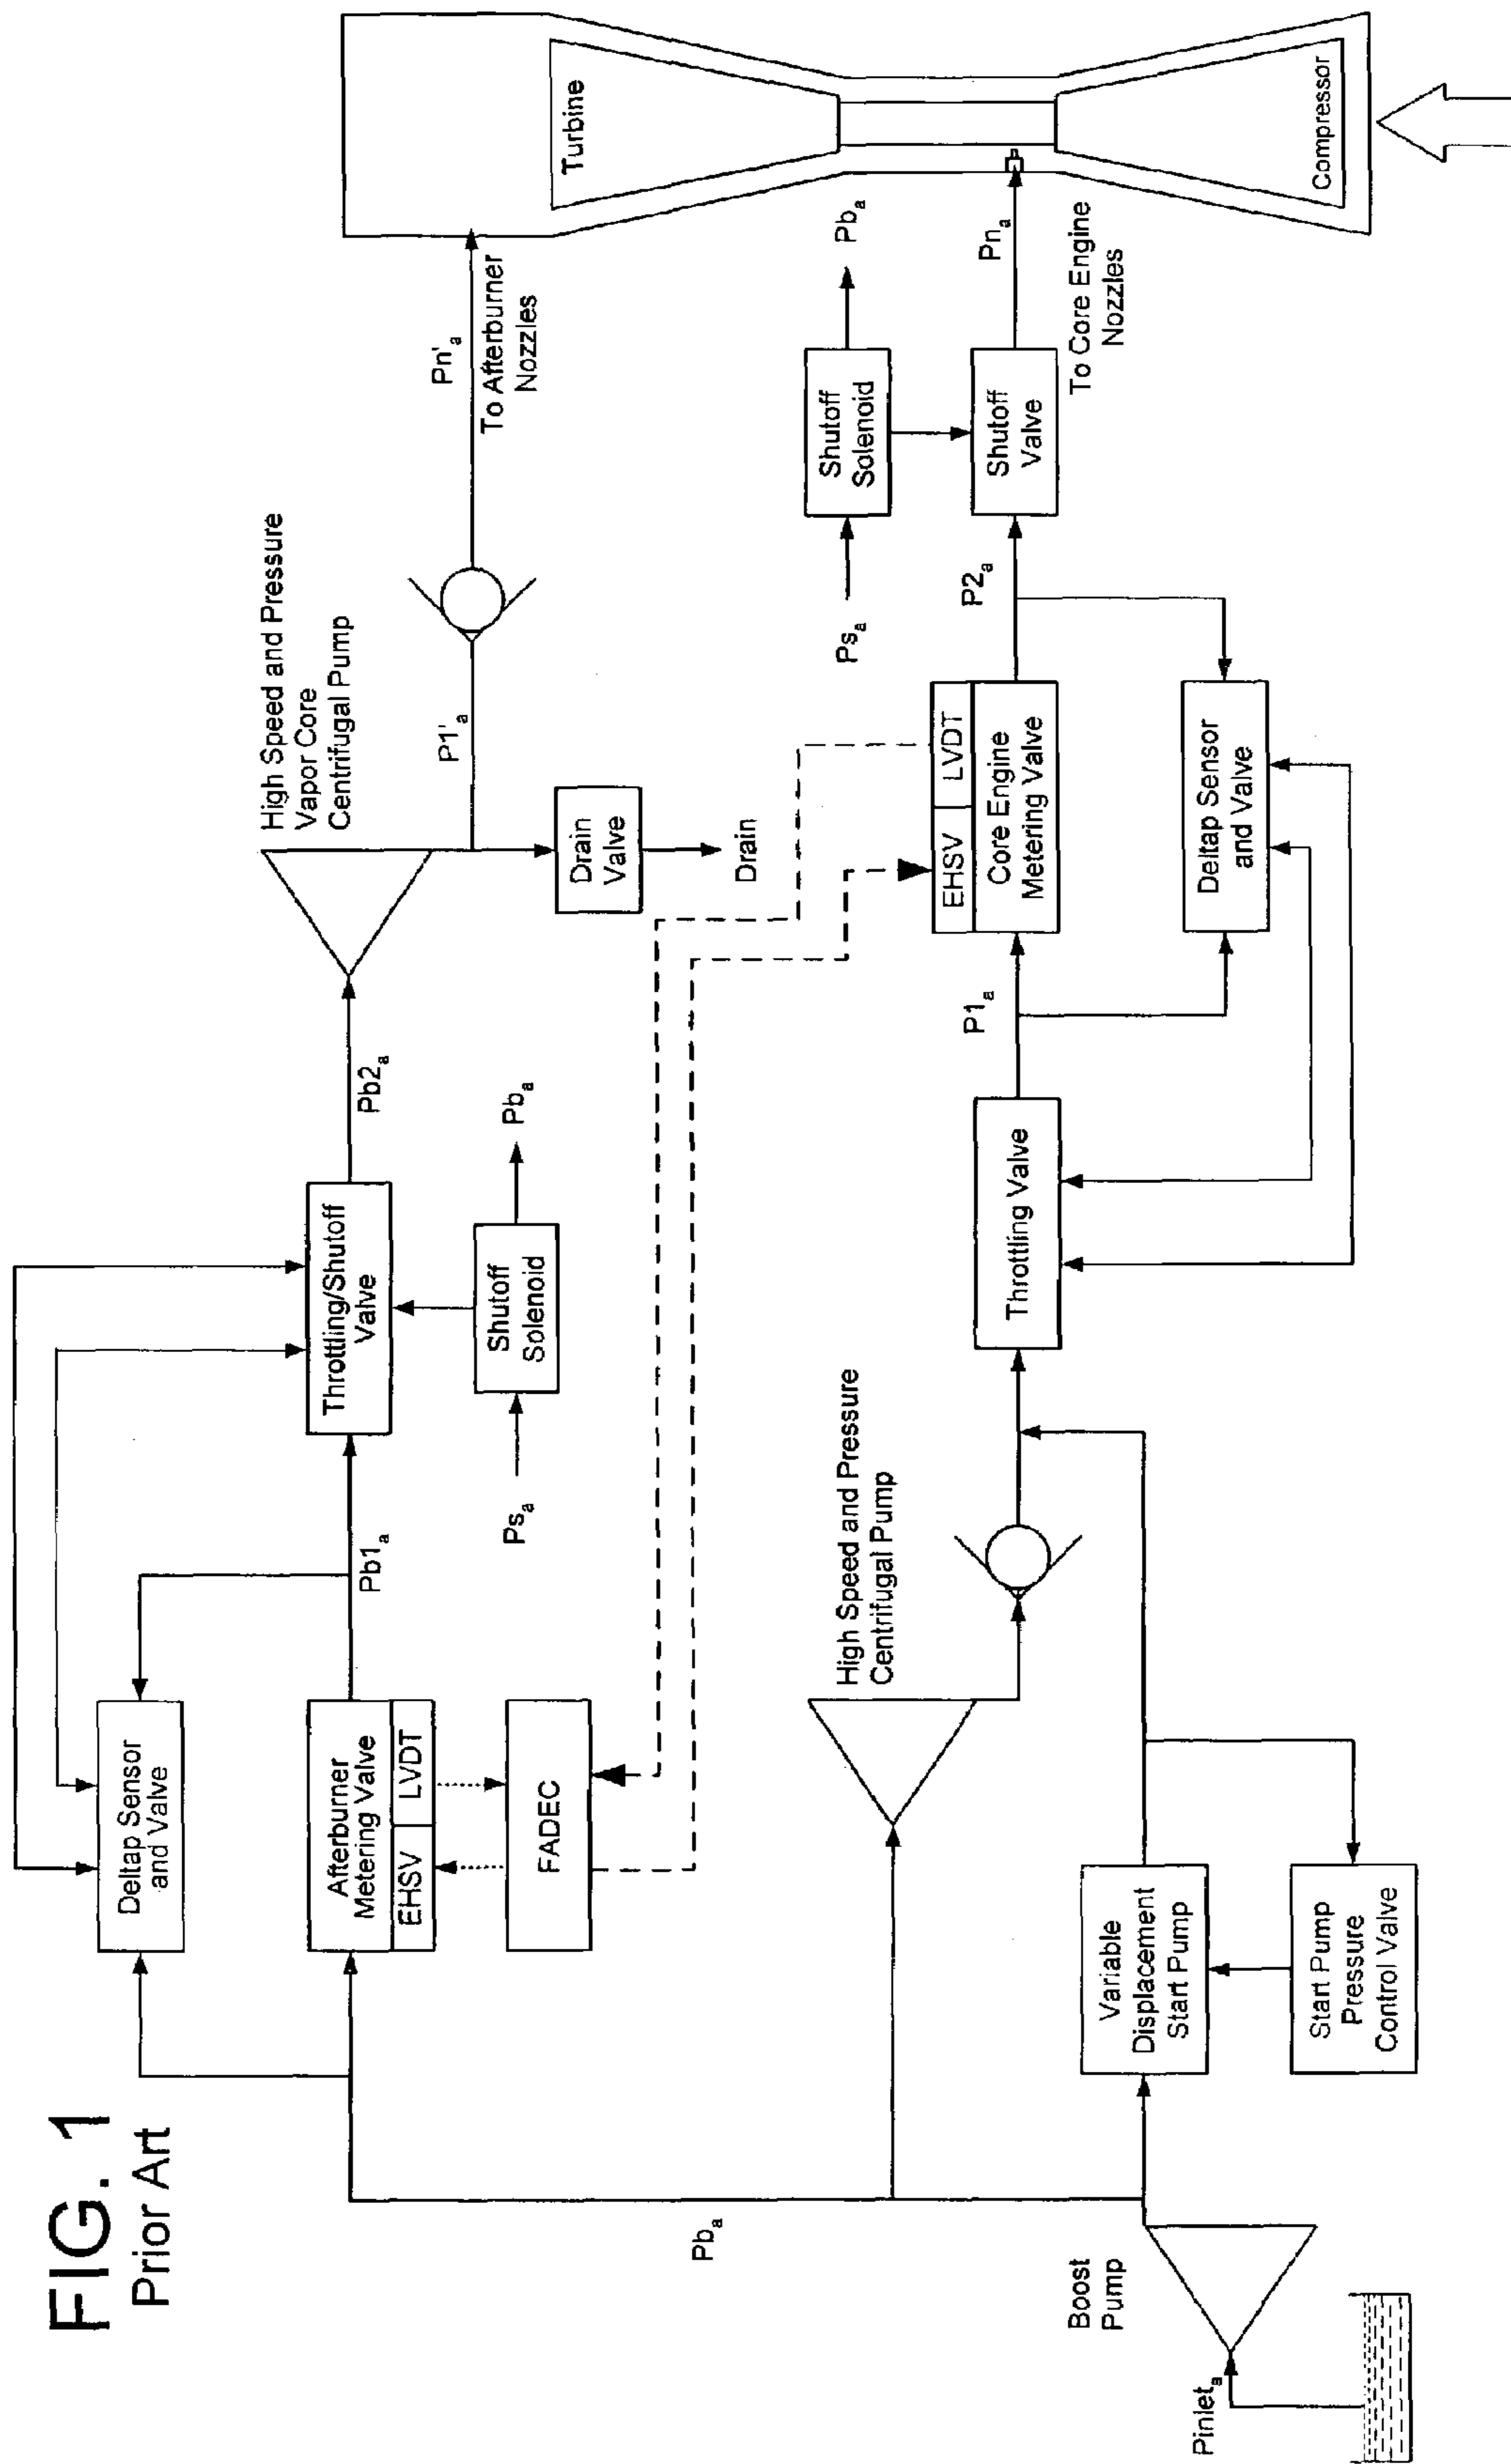 FIG. 1
Prior Art
Deltap Sensor
and Valve
Afterburner
Metering Valve
EHSV
LVDT
FADEC
Pb1a
Throttling/Shutoff
Valve
Shutoff
Solenoid
Psa
Pba
Pb2a
High Speed and Pressure
Vapor Core
Centrifugal Pump
P1'a
Drain
Valve
Drain
Pn'a
To Afterburner
Nozzles
Turbine
Compressor
Pba
Boost
Pump
Pinleta
Variable
Displacement
Start Pump
Start Pump
Pressure
Control Valve
High Speed and Pressure
Centrifugal Pump
Throttling Valve
P1a
EHSV
LVDT
Core Engine
Metering Valve
Deltap Sensor
and Valve
P2a
Psa
Shutoff
Solenoid
Pba
Shutoff
Valve
Pna
To Core Engine
Nozzles